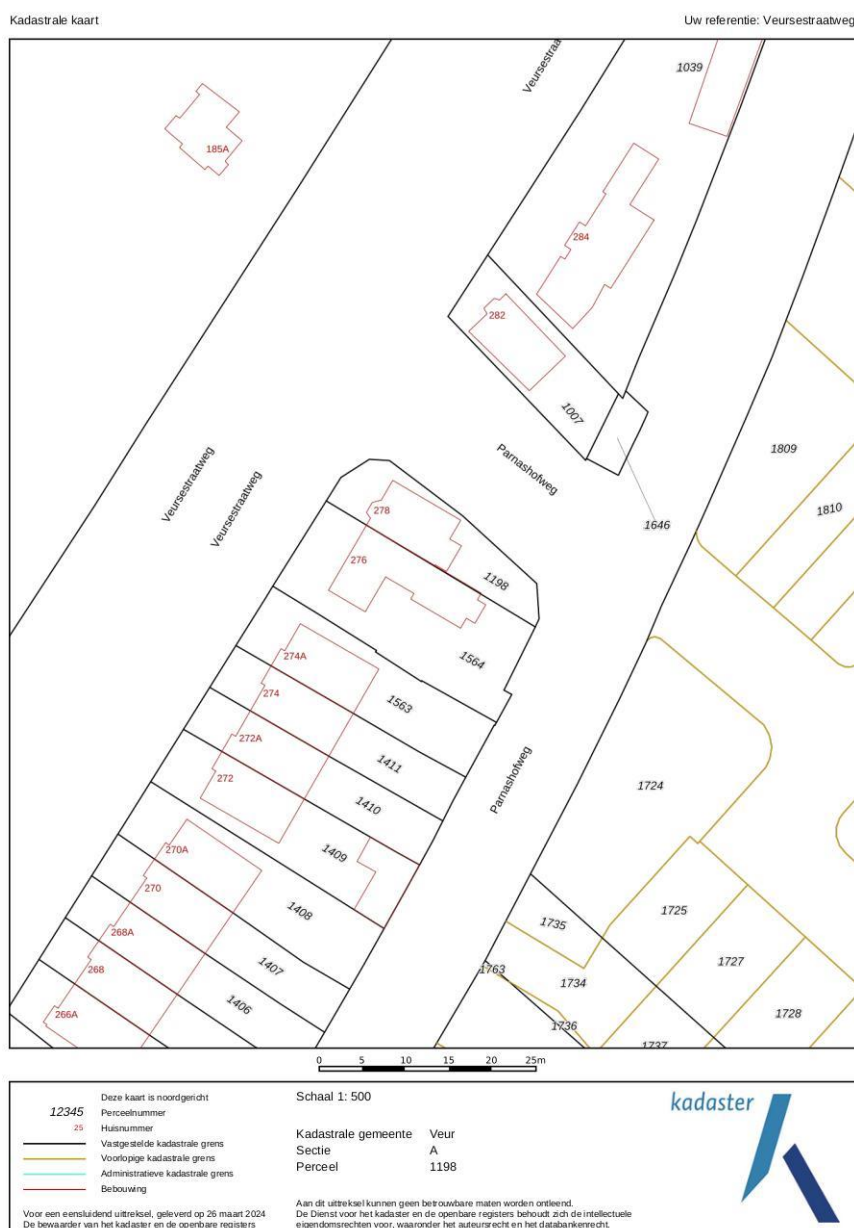 Kadastrale kaart
Uw referentie: Veursestraatweg
Veursestraa
1039
185A
284
282
1007
1809
Parnashofweg
Veursestraatweg
Veursestraatweg
1810
278
1646
276
1198
1564
274A
274
1563
272A
1411
272
Parnashofweg
1724
1410
270A
1409
270
1408
1725
1735
268A
1727
268
1407
1763
1734
1406
1728
266A
1736
1737
0 5 10 15 20 25m
Deze kaart is noordgericht
12345 Perceelnummer
25 Huisnummer
Vastgestelde kadastrale grens
Voorlopige kadastrale grens
Administratieve kadastrale grens
Bebouwing
Voor een eensluidend uittreksel, geleverd op 26 maart 2024
De bewaarder van het kadaster en de openbare registers
Schaal 1: 500
Kadastrale gemeente Veur
Sectie A
Perceel 1198
Aan dit uittreksel kunnen geen betrouwbare maten worden ontleend.
De Dienst voor het kadaster en de openbare registers behoudt zich de intellectuele
eigendomsrechten voor, waaronder het auteursrecht en het databankenrecht.
kadaster